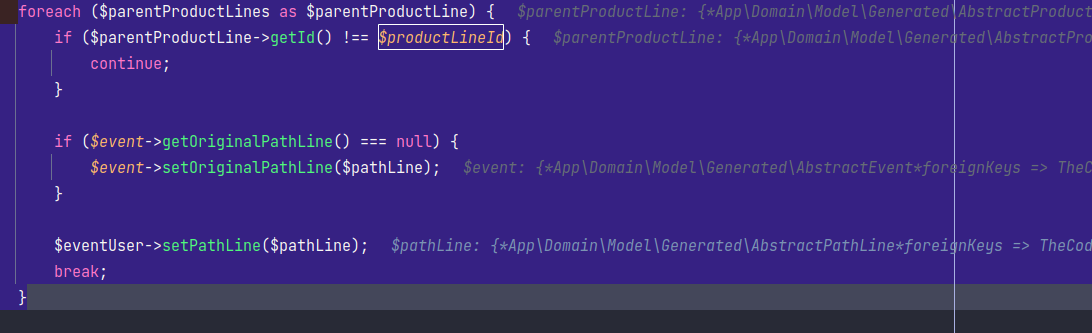 foreach ($parentProductLines as $parentProductLine) {  $parentProductLine: {*App\Domain\Model\Generated\AbstractProduct
if ($parentProductLine->getId() !== $productLineId) {  $parentProductLine: {*App\Domain\Model\Generated\AbstractPro
continue;
}
if ($event->getOriginalPathLine() === null) {
$event->setOriginalPathLine($pathLine);  $event: {*App\Domain\Model\Generated\AbstractEvent*foreignKeys => TheC
}
$eventUser->setPathLine($pathLine);  $pathLine: {*App\Domain\Model\Generated\AbstractPathLine*foreignKeys => TheCod
break;
}